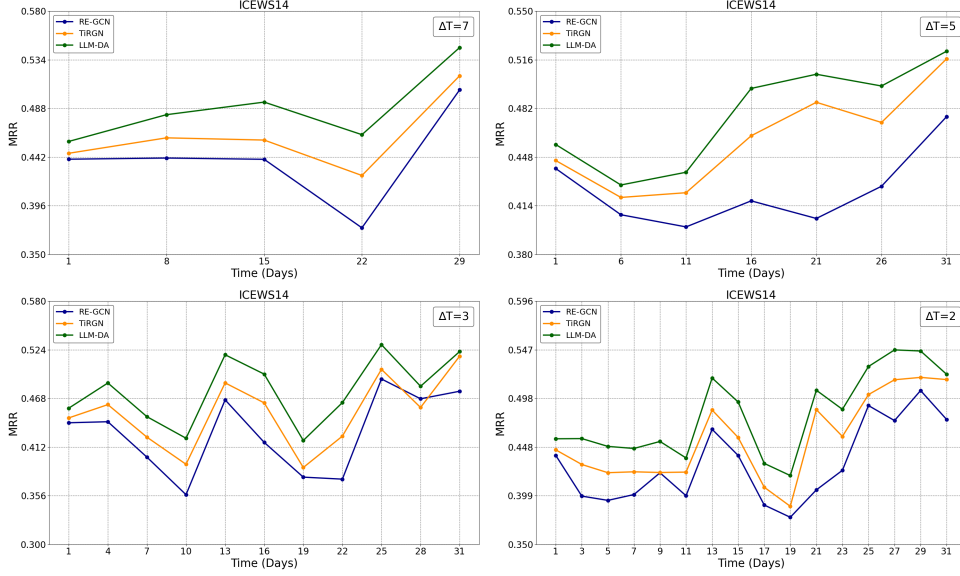 ICEWS14
ΔT=7
RE-GCN
TiRGN
LLM-DA
MRR
0.580
0.534
0.488
0.442
0.396
0.350
1 8 15 22 29
Time (Days)
ICEWS14
ΔT=5
RE-GCN
TiRGN
LLM-DA
MRR
0.550
0.516
0.482
0.448
0.414
0.380
1 6 11 16 21 26 31
Time (Days)
ICEWS14
ΔT=3
RE-GCN
TiRGN
LLM-DA
MRR
0.580
0.524
0.468
0.412
0.356
0.300
1 4 7 10 13 16 19 22 25 28 31
Time (Days)
ICEWS14
ΔT=2
RE-GCN
TiRGN
LLM-DA
MRR
0.596
0.547
0.498
0.448
0.399
0.350
1 3 5 7 9 11 13 15 17 19 21 23 25 27 29 31
Time (Days)